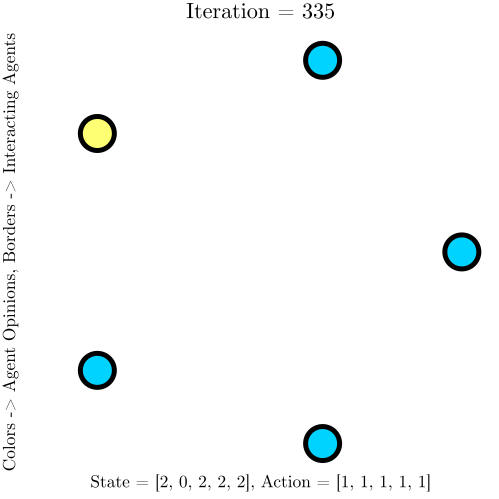 Iteration = 335
Colors -> Agent Opinions, Borders -> Interacting Agents
State = [2, 0, 2, 2, 2], Action = [1, 1, 1, 1, 1]